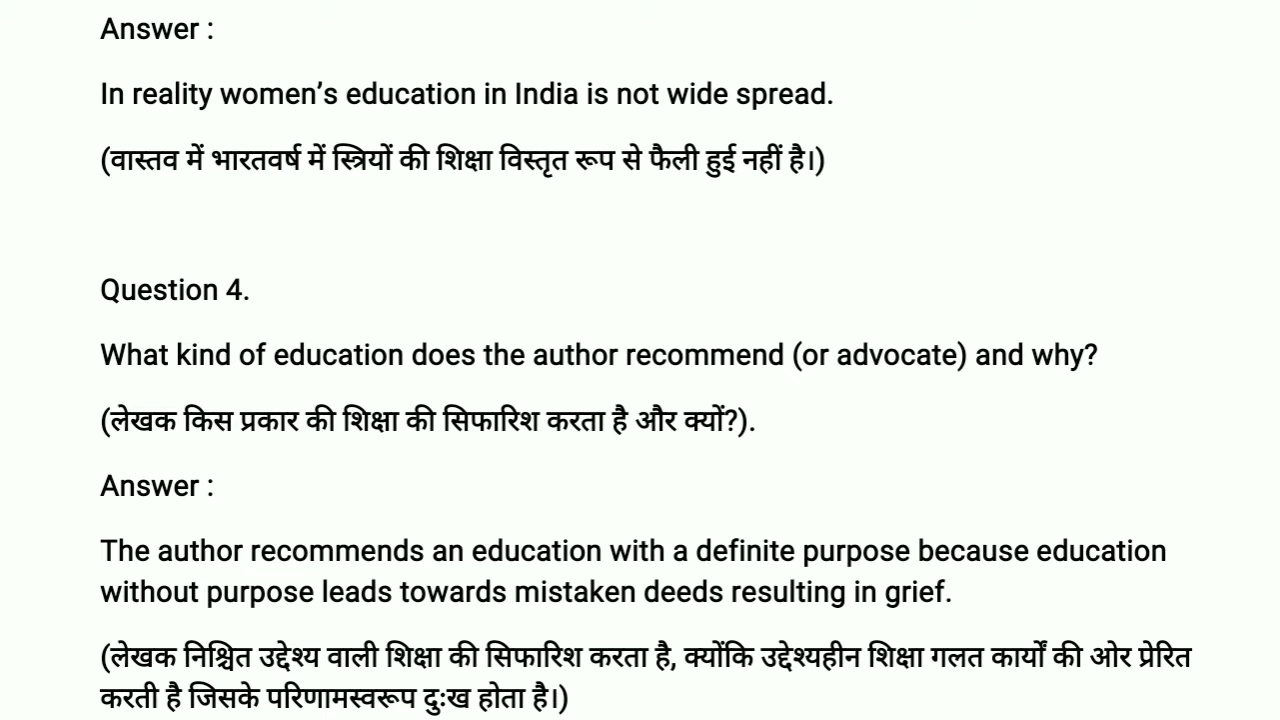 Answer :
In reality women’s education in India is not wide spread.
(वास्तव में भारतवर्ष में स्त्रियों की शिक्षा विस्तृत रूप से फैली हुई नहीं है।)
Question 4.
What kind of education does the author recommend (or advocate) and why?
(लेखक किस प्रकार की शिक्षा की सिफारिश करता है और क्यों?).
Answer :
The author recommends an education with a definite purpose because education
without purpose leads towards mistaken deeds resulting in grief.
(लेखक निश्चित उद्देश्य वाली शिक्षा की सिफारिश करता है, क्योंकि उद्देश्यहीन शिक्षा गलत कार्यों की ओर प्रेरित
करती है जिसके परिणामस्वरूप दुःख होता है।)